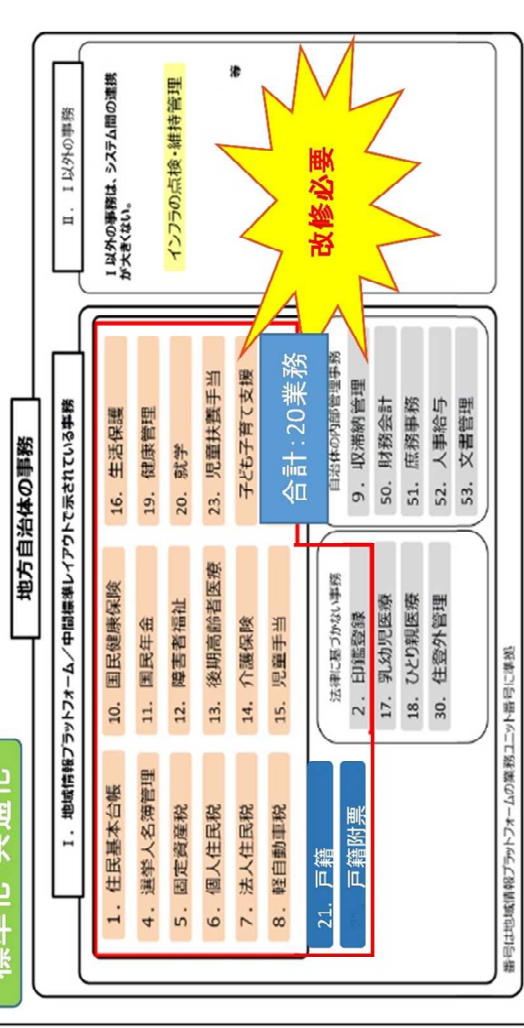 標準化・共通化
地方自治体の事務
Ⅰ．地域情報プラットフォーム／中間標準レイアウトで示されている事務
1．住民基本台帳
4．選挙人名簿管理
5．固定資産税
6．個人住民税
7．法人住民税
8．軽自動車税
21．戸籍
戸籍附票
10．国民健康保険
11．国民年金
12．障害者福祉
13．後期高齢者医療
14．介護保険
15．児童手当
16．生活保護
19．健康管理
20．就学
23．児童扶養手当
子ども子育て支援
合計：20業務
法律に基づかない事務
2．印鑑登録
17．乳幼児医療
18．ひとり親医療
30．住登外管理
自治体の内部管理事務
9．収滞納管理
50．財務会計
51．庶務事務
52．人事給与
53．文書管理
Ⅱ．Ⅰ以外の事務
Ⅰ以外の事務は、システム間の連携
が大きくない。
インフラの点検・維持管理
等
改修必要
番号は地域情報プラットフォームの業務ユニット番号に準拠